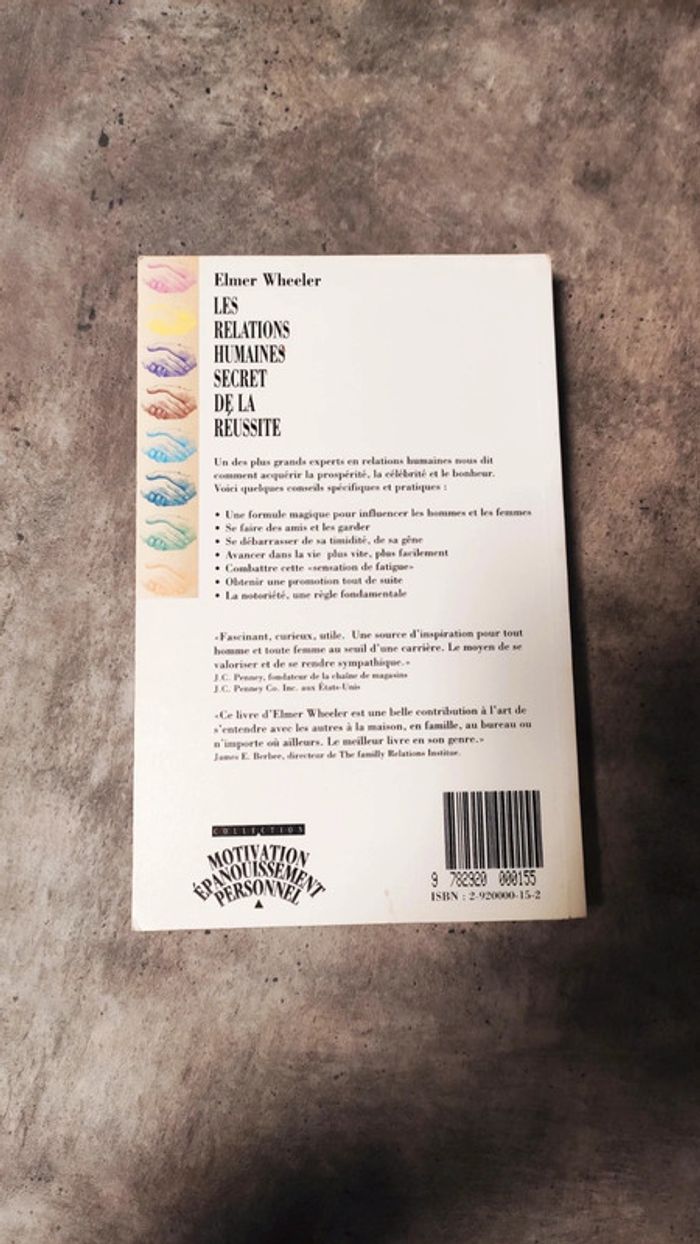 Elmer Wheeler
LES
RELATIONS
HUMAINES
SECRET
DE LA
RÉUSSITE
Un des plus grands experts en relations humaines nous dit
comment acquérir la prospérité, la célébrité et le bonheur.
Voici quelques conseils spécifiques et pratiques :
• Une formule magique pour influencer les hommes et les femmes
• Se faire des amis et les garder
• Se débarrasser de sa timidité, de sa gêne
• Avancer dans la vie plus vite, plus facilement
• Combattre cette «sensation de fatigue»
• Obtenir une promotion tout de suite
• La notoriété, une règle fondamentale
«Fascinant, curieux, utile. Une source d'inspiration pour tout
homme et toute femme au seuil d'une carrière. Le moyen de se
valoriser et de se rendre sympathique.»
J.C. Penney, fondateur de la chaîne de magasins
J.C. Penney Co. Inc. aux États-Unis
«Ce livre d'Elmer Wheeler est une belle contribution à l'art de
s'entendre avec les autres à la maison, en famille, au bureau ou
n'importe où ailleurs. Le meilleur livre en son genre.»
James E. Berbee, directeur de The familly Relations Institue.
COLLECTION
MOTIVATION
ÉPANOUISSEMENT
PERSONNEL
9 782920 000155
ISBN : 2-920000-15-2